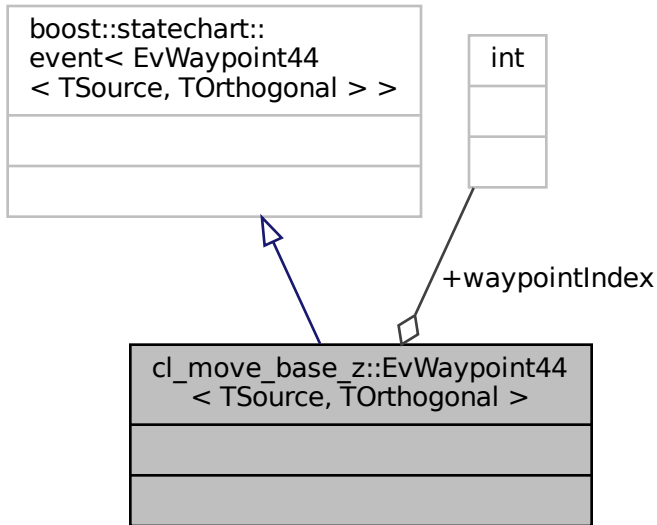 boost::statechart::
event< EvWaypoint44
< TSource, TOrthogonal > >
int
+waypointIndex
cl_move_base_z::EvWaypoint44
< TSource, TOrthogonal >